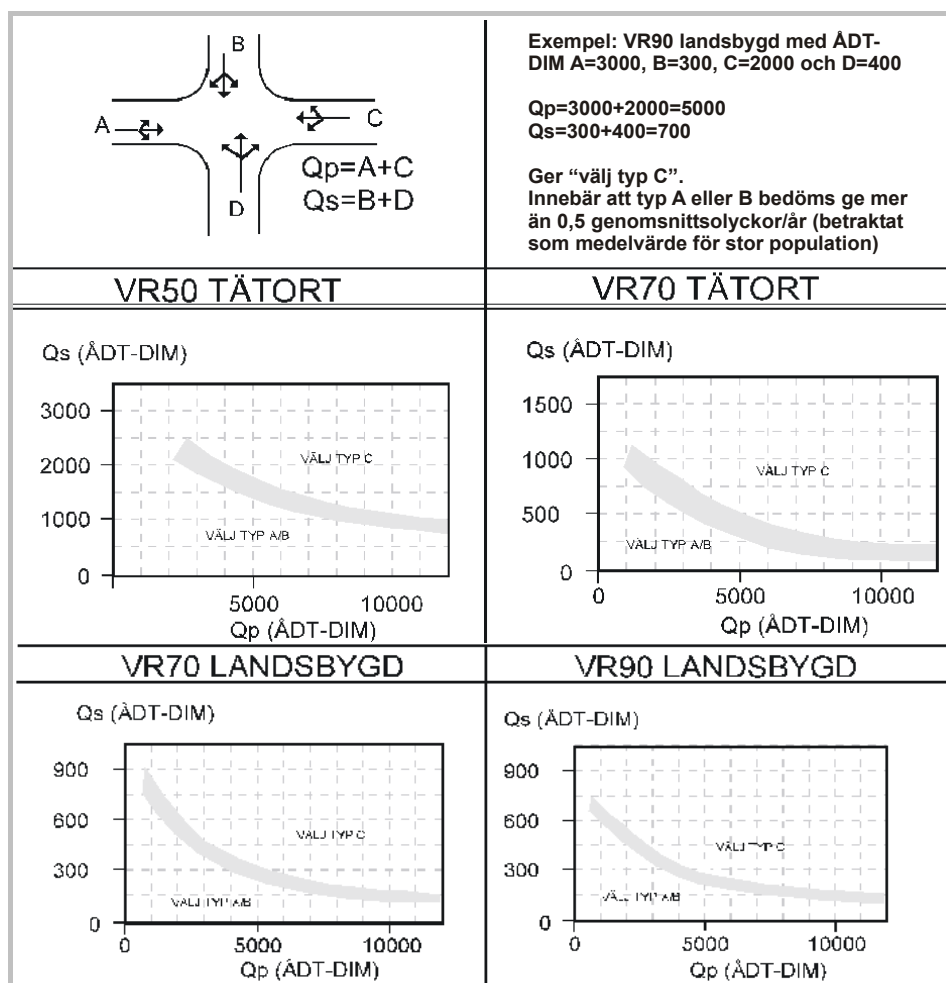 B
A
C
D
Qp=A+C
Qs=B+D
Exempel: VR90 landsbygd med ÅDT-
DIM A=3000, B=300, C=2000 och D=400
Qp=3000+2000=5000
Qs=300+400=700
Ger “välj typ C”.
Innebär att typ A eller B bedöms ge mer
än 0,5 genomsnittsolyckor/år (betraktat
som medelvärde för stor population)
VR50 TÄTORT
Qs (ÅDT-DIM)
3000
2000
1000
0
VÄLJ TYP C
VÄLJ TYP A/B
5000 10000
Qp (ÅDT-DIM)
VR70 TÄTORT
Qs (ÅDT-DIM)
1500
1000
500
0
VÄLJ TYP C
VÄLJ TYP A/B
0 5000 10000
Qp (ÅDT-DIM)
VR70 LANDSBYGD
Qs (ÅDT-DIM)
900
600
300
0
VÄLJ TYP C
VÄLJ TYP A/B
0 5000 10000
Qp (ÅDT-DIM)
VR90 LANDSBYGD
Qs (ÅDT-DIM)
900
600
300
0
VÄLJ TYP C
VÄLJ TYP A/B
0 5000 10000
Qp (ÅDT-DIM)